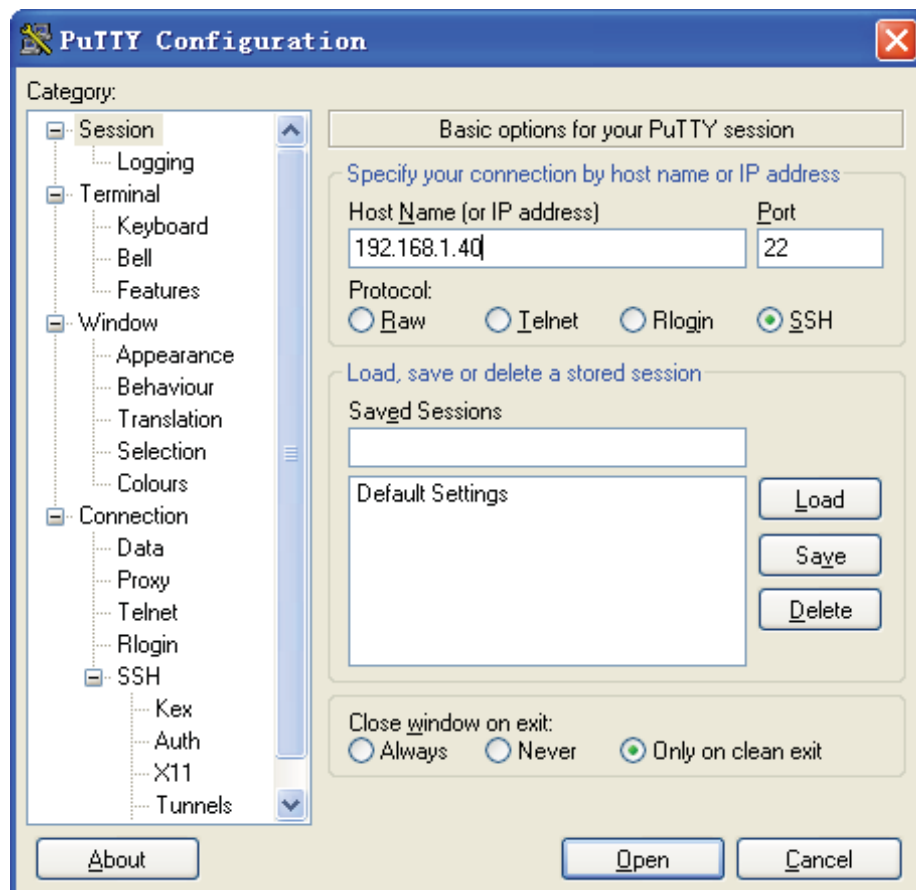 PuTTY Configuration
Category:
Session
Logging
Terminal
Keyboard
Bell
Features
Window
Appearance
Behaviour
Translation
Selection
Colours
Connection
Data
Proxy
Telnet
Rlogin
SSH
Kex
Auth
X11
Tunnels
Basic options for your PuTTY session
Specify your connection by host name or IP address
Host Name (or IP address) Port
192.168.1.40 22
Protocol:
Raw Telnet Rlogin SSH
Load, save or delete a stored session
Saved Sessions
Default Settings
Load
Save
Delete
Close window on exit:
Always Never Only on clean exit
About Open Cancel